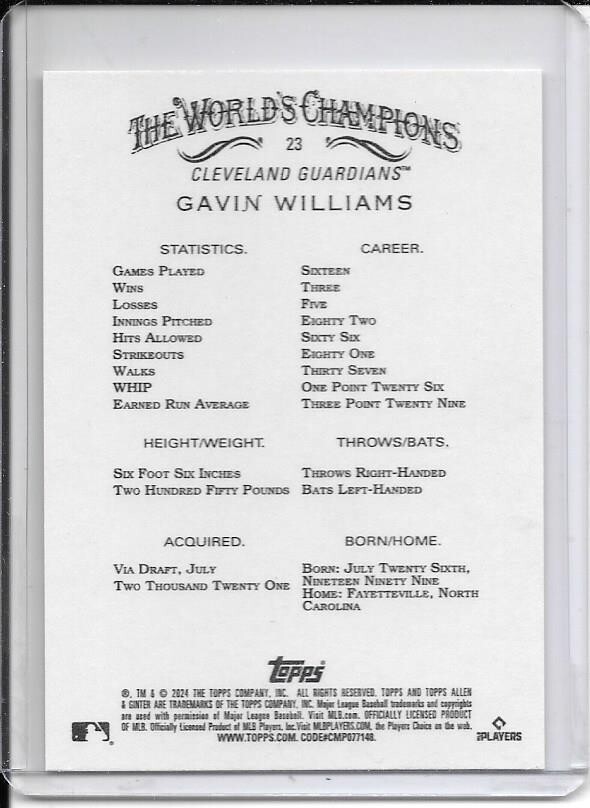 THE WORLD'S CHAMPIONS
23
CLEVELAND GUARDIANS™
GAVIN WILLIAMS
STATISTICS. CAREER.
GAMES PLAYED SIXTEEN
WINS THREE
LOSSES FIVE
INNINGS PITCHED EIGHTY TWO
HITS ALLOWED SIXTY SIX
STRIKEOUTS EIGHTY ONE
WALKS THIRTY SEVEN
WHIP ONE POINT TWENTY SIX
EARNED RUN AVERAGE THREE POINT TWENTY NINE
HEIGHT/WEIGHT. THROWS/BATS.
SIX FOOT SIX INCHES THROWS RIGHT-HANDED
TWO HUNDRED FIFTY POUNDS BATS LEFT-HANDED
ACQUIRED. BORN/HOME.
VIA DRAFT, JULY BORN: JULY TWENTY SIXTH,
TWO THOUSAND TWENTY ONE NINETEEN NINETY NINE
HOME: FAYETTEVILLE, NORTH
CAROLINA
Topps
®, TM & © 2024 THE TOPPS COMPANY, INC. ALL RIGHTS RESERVED. TOPPS AND TOPPS ALLEN
& GINTER ARE TRADEMARKS OF THE TOPPS COMPANY, INC. Major League Baseball trademarks and copyrights
are used with permission of Major League Baseball. Visit MLB.com. OFFICIALLY LICENSED PRODUCT
OF MLB. Officially Licensed Product of MLB Players, Inc. Visit MLBPLAYERS.COM, the Players Choice on the web.
WWW.TOPPS.COM. CODE#CMP077148.
PLAYERS